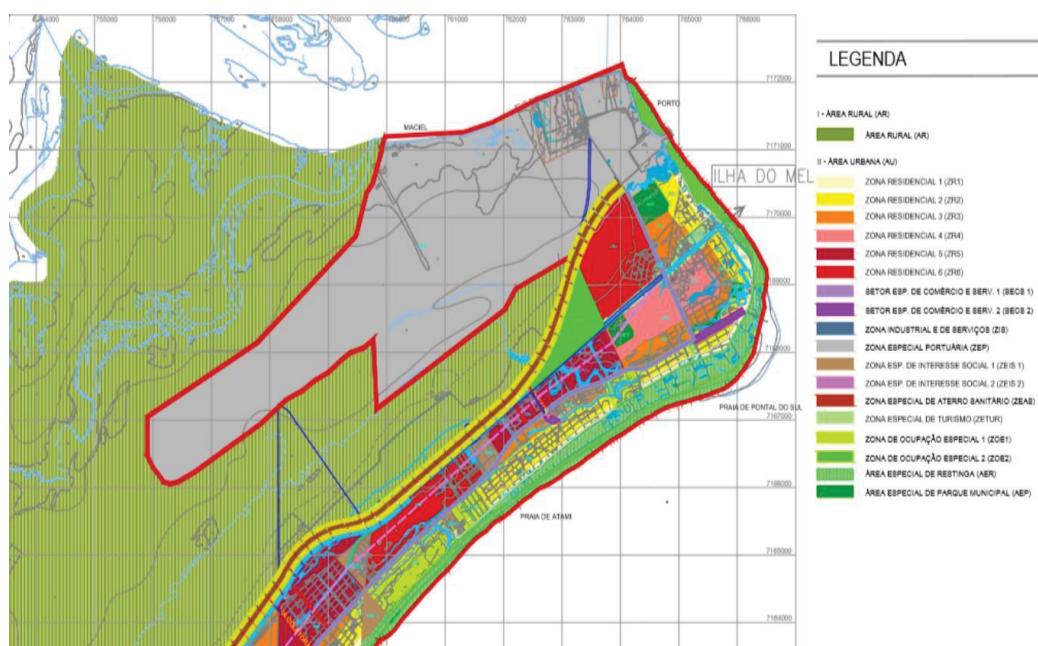 754000 755000 757000 758000 759000 760000 761000 762000 763000 764000 765000 766000
7172000
7171000
7170000
7169000
7168000
7167000
7166000
7165000
7164000
MACIEL
PORTO
ILHA DO MEL
PRAIA DE PONTAL DO SUL
PRAIA DE ATAMI
LEGENDA
I - ÁREA RURAL (AR)
ÁREA RURAL (AR)
II - ÁREA URBANA (AU)
ZONA RESIDENCIAL 1 (ZR1)
ZONA RESIDENCIAL 2 (ZR2)
ZONA RESIDENCIAL 3 (ZR3)
ZONA RESIDENCIAL 4 (ZR4)
ZONA RESIDENCIAL 5 (ZR5)
ZONA RESIDENCIAL 6 (ZR6)
SETOR ESP. DE COMÉRCIO E SERV. 1 (SECS 1)
SETOR ESP. DE COMÉRCIO E SERV. 2 (SECS 2)
ZONA INDUSTRIAL E DE SERVIÇOS (ZIS)
ZONA ESPECIAL PORTUÁRIA (ZEP)
ZONA ESP. DE INTERESSE SOCIAL 1 (ZEIS 1)
ZONA ESP. DE INTERESSE SOCIAL 2 (ZEIS 2)
ZONA ESPECIAL DE ATERRO SANITÁRIO (ZEAS)
ZONA ESPECIAL DE TURISMO (ZETUR)
ZONA DE OCUPAÇÃO ESPECIAL 1 (ZOE1)
ZONA DE OCUPAÇÃO ESPECIAL 2 (ZOE2)
ÁREA ESPECIAL DE RESTINGA (AER)
ÁREA ESPECIAL DE PARQUE MUNICIPAL (AEP)